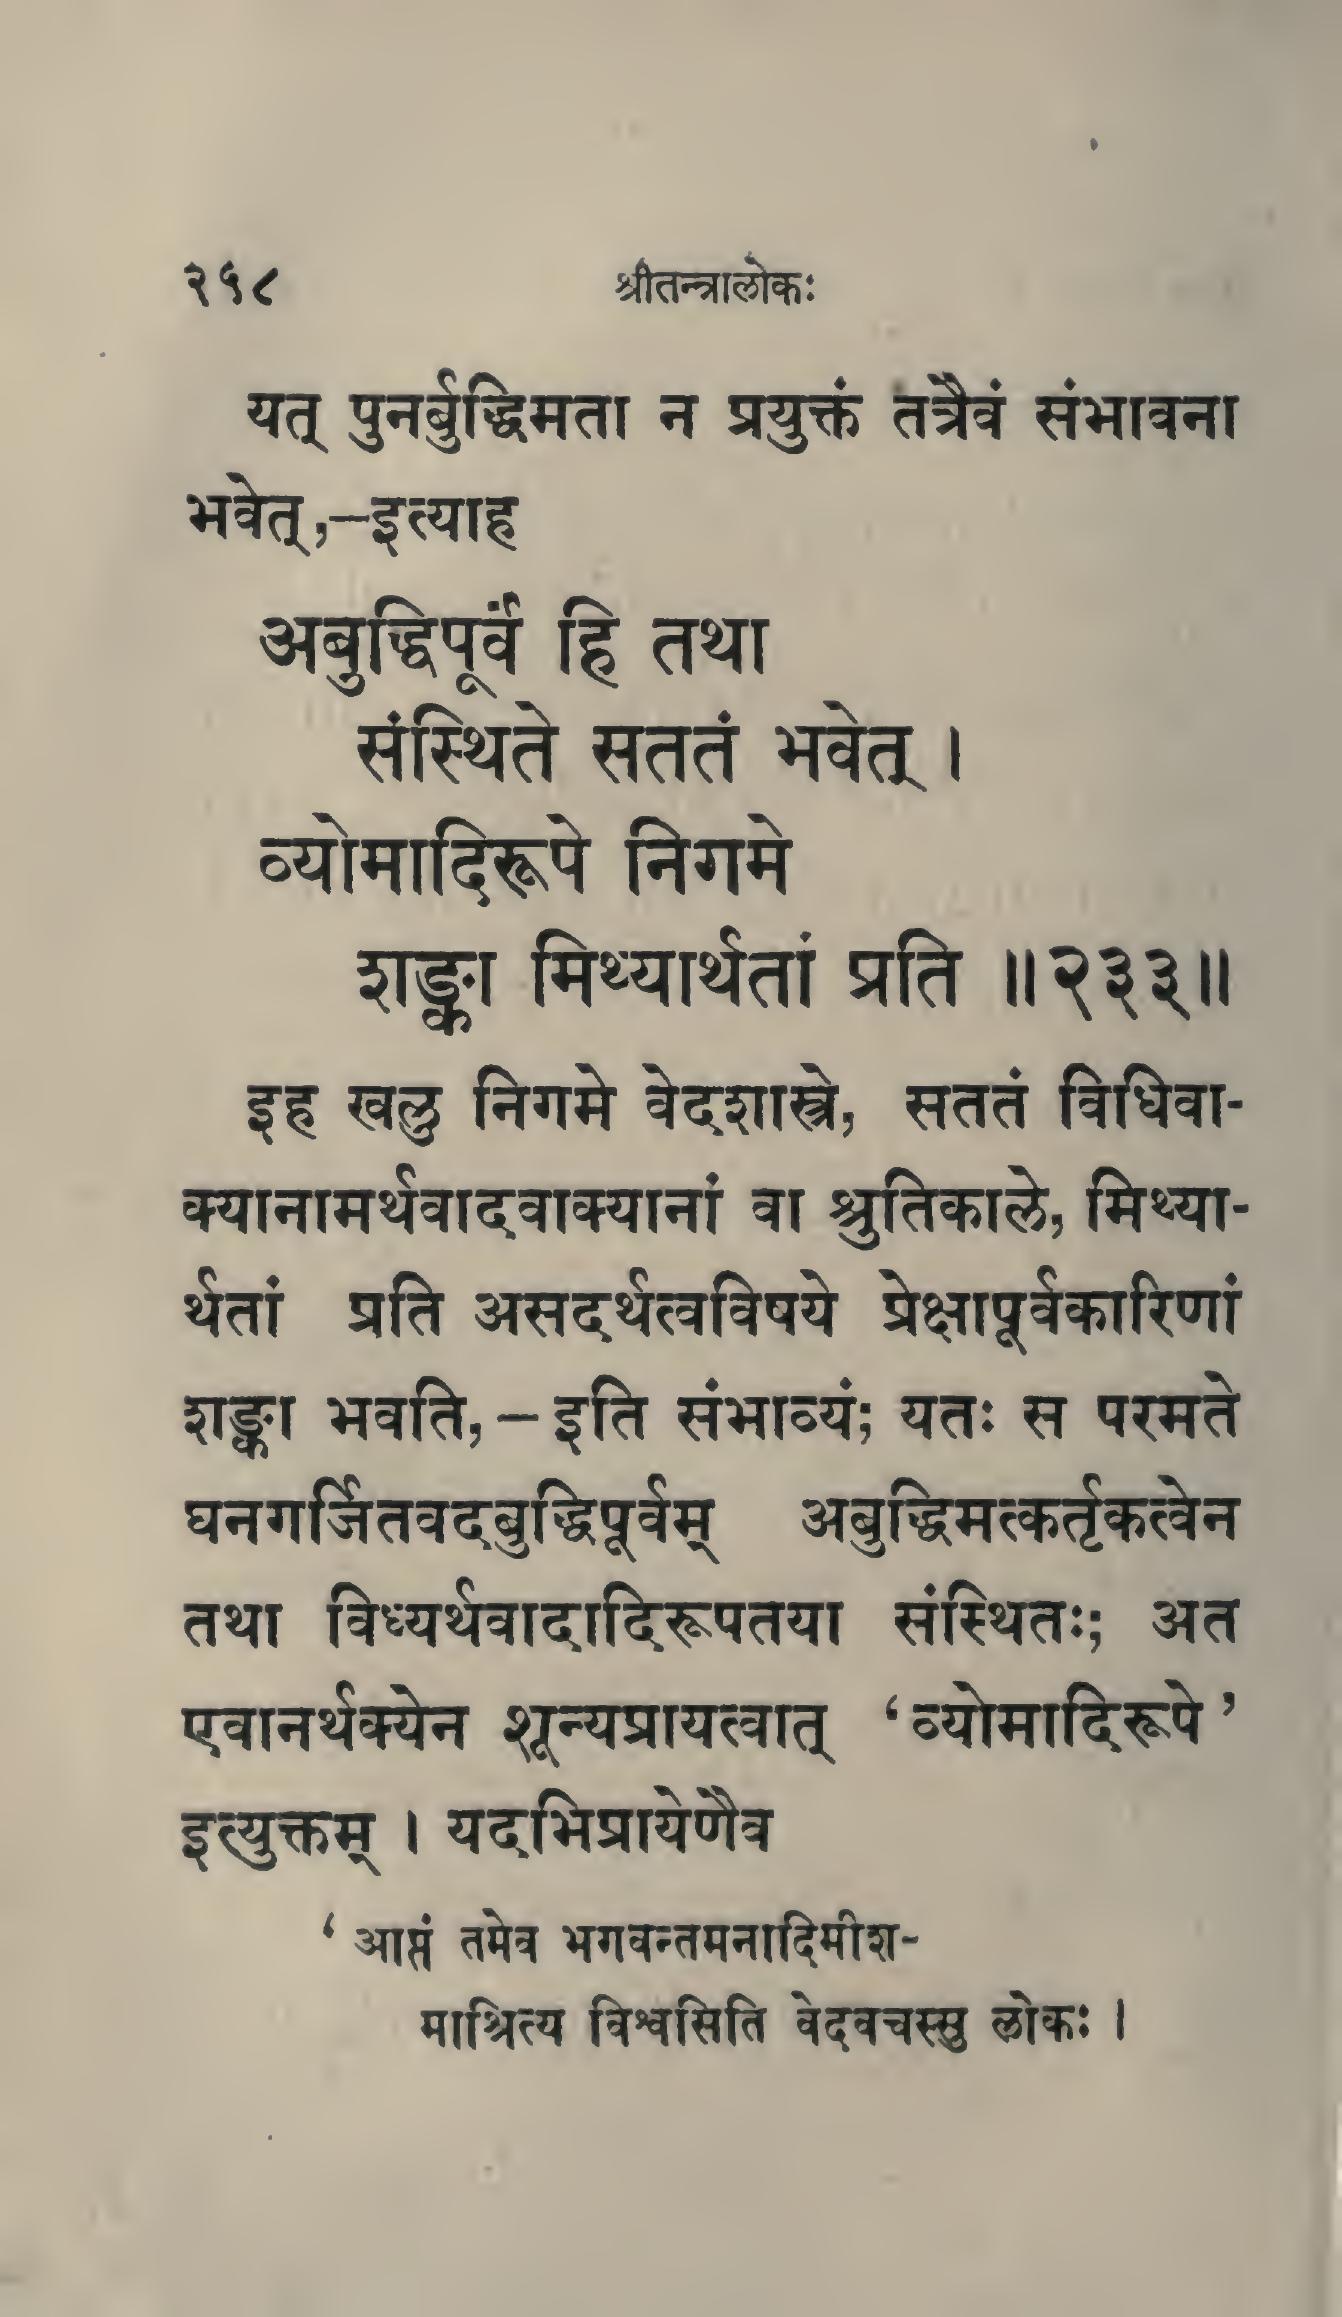 २५८ श्रीतन्त्रालोकः
यत् पुनर्बुद्धिमता न प्रयुक्तं तत्रैवं संभावना
भवेत्,—इत्याह
अबुद्धिपूर्वं हि तथा
संस्थिते सततं भवेत् ।
व्योमादिरूपे निगमे
शङ्का मिथ्यार्थतां प्रति ॥२३३॥
इह खलु निगमे वेदशास्त्रे, सततं विधिवा-
क्यानामर्थवादवाक्यानां वा श्रुतिकाले, मिथ्या-
र्थतां प्रति असदर्थत्वविषये प्रेक्षापूर्वकारिणां
शङ्का भवति,—इति संभाव्यं; यतः स परमते
घनगर्जितवदबुद्धिपूर्वम् अबुद्धिमत्कर्तृकत्वेन
तथा विध्यर्थवादादिरूपतया संस्थितः; अत
एवानर्थक्येन शून्यप्रायत्वात् ‘व्योमादिरूपे’
इत्युक्तम् । यदभिप्रायेणैव
‘आप्तं तमेव भगवन्तमनादिमीश-
माश्रित्य विश्वसिति वेदवचस्सु लोकः ।